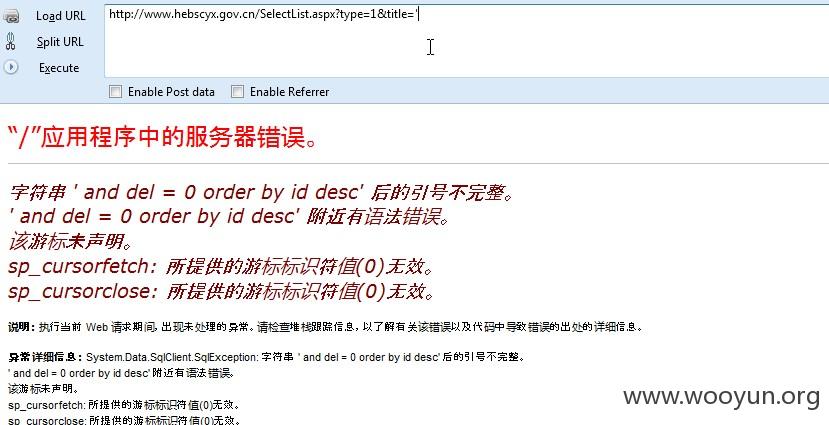 Load URL
http://www.hebscyx.gov.cn/SelectList.aspx?type=1&title='
Split URL
Execute
Enable Post data
Enable Referrer
“/”应用程序中的服务器错误。
字符串 ' and del = 0 order by id desc' 后的引号不完整。
' and del = 0 order by id desc' 附近有语法错误。
该游标未声明。
sp_cursorfetch: 所提供的游标标识符值(0)无效。
sp_cursorclose: 所提供的游标标识符值(0)无效。
说明: 执行当前 Web 请求期间,出现未处理的异常。请检查堆栈跟踪信息,以了解有关该错误以及代码中导致错误的出处的详细信息。
异常详细信息: System.Data.SqlClient.SqlException: 字符串 ' and del = 0 order by id desc' 后的引号不完整。
' and del = 0 order by id desc' 附近有语法错误。
该游标未声明。
sp_cursorfetch: 所提供的游标标识符值(0)无效。
sp_cursorclose: 所提供的游标标识符值(0)无效。
www.wooyun.org